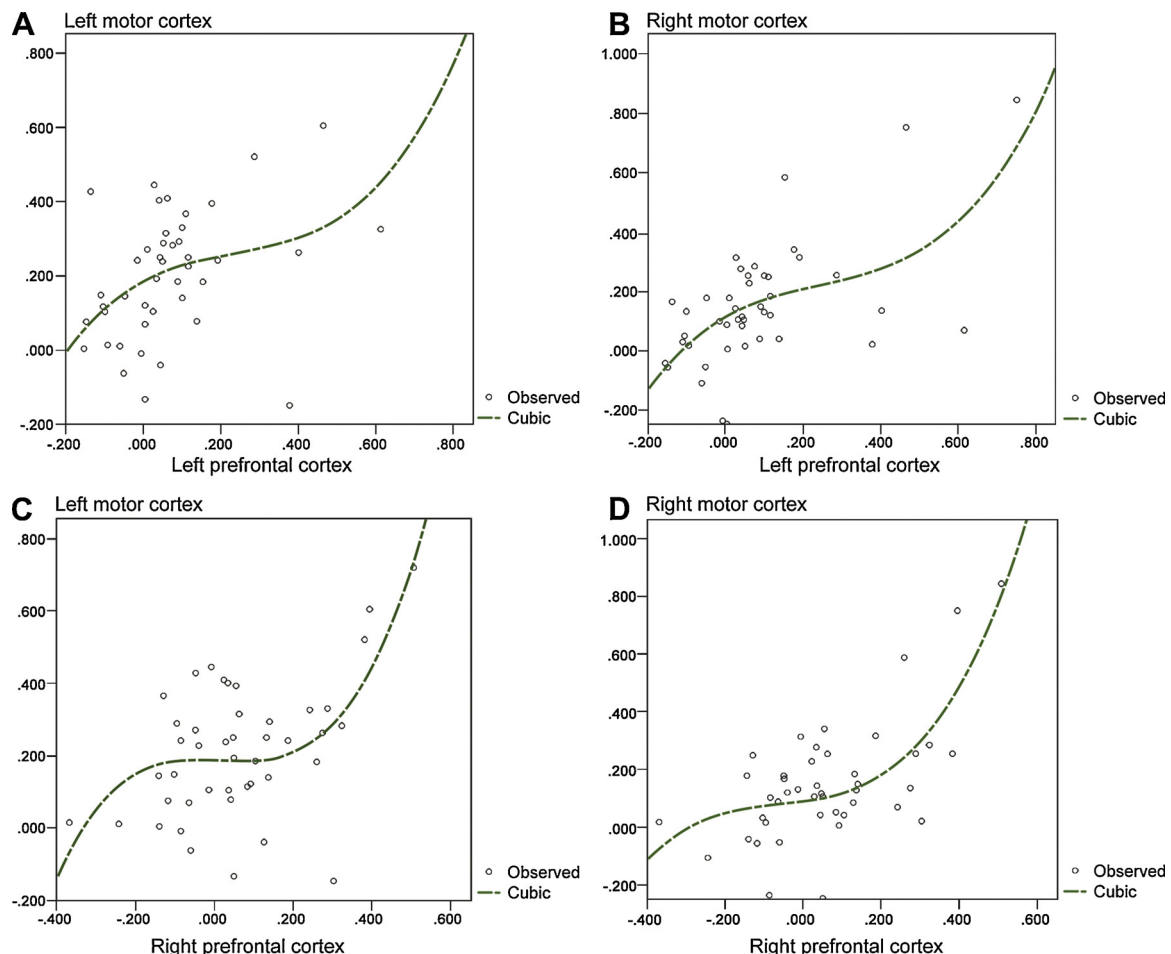 A
Left motor cortex
.800
.600
.400
.200
.000
-.200
-.200 .000 .200 .400 .600 .800
Left prefrontal cortex
Observed
Cubic
B
Right motor cortex
1.000
.800
.600
.400
.200
.000
-.200
-.200 .000 .200 .400 .600 .800
Left prefrontal cortex
Observed
Cubic
C
Left motor cortex
.800
.600
.400
.200
.000
-.200
-.400 -.200 .000 .200 .400 .600
Right prefrontal cortex
Observed
Cubic
D
Right motor cortex
1.000
.800
.600
.400
.200
.000
-.200
-.400 -.200 .000 .200 .400 .600
Right prefrontal cortex
Observed
Cubic